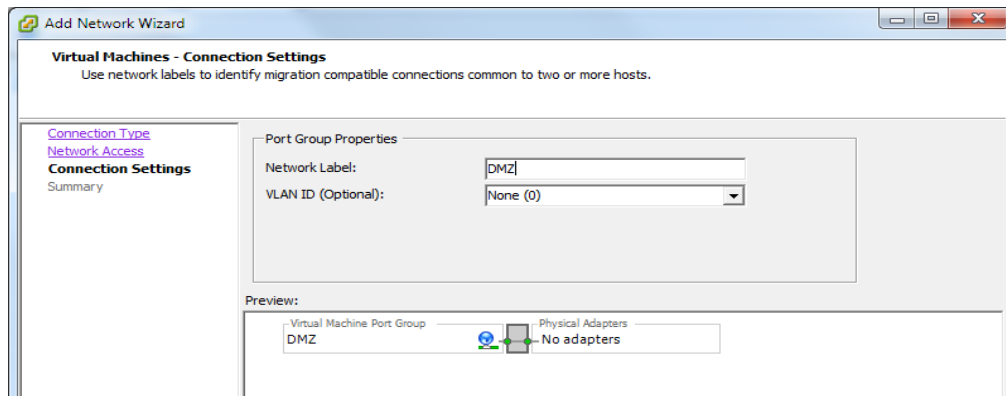 Add Network Wizard
Virtual Machines - Connection Settings
Use network labels to identify migration compatible connections common to two or more hosts.
Connection Type
Network Access
Connection Settings
Summary
Port Group Properties
Network Label:
DMZ
VLAN ID (Optional):
None (0)
Preview:
Virtual Machine Port Group
DMZ
Physical Adapters
No adapters